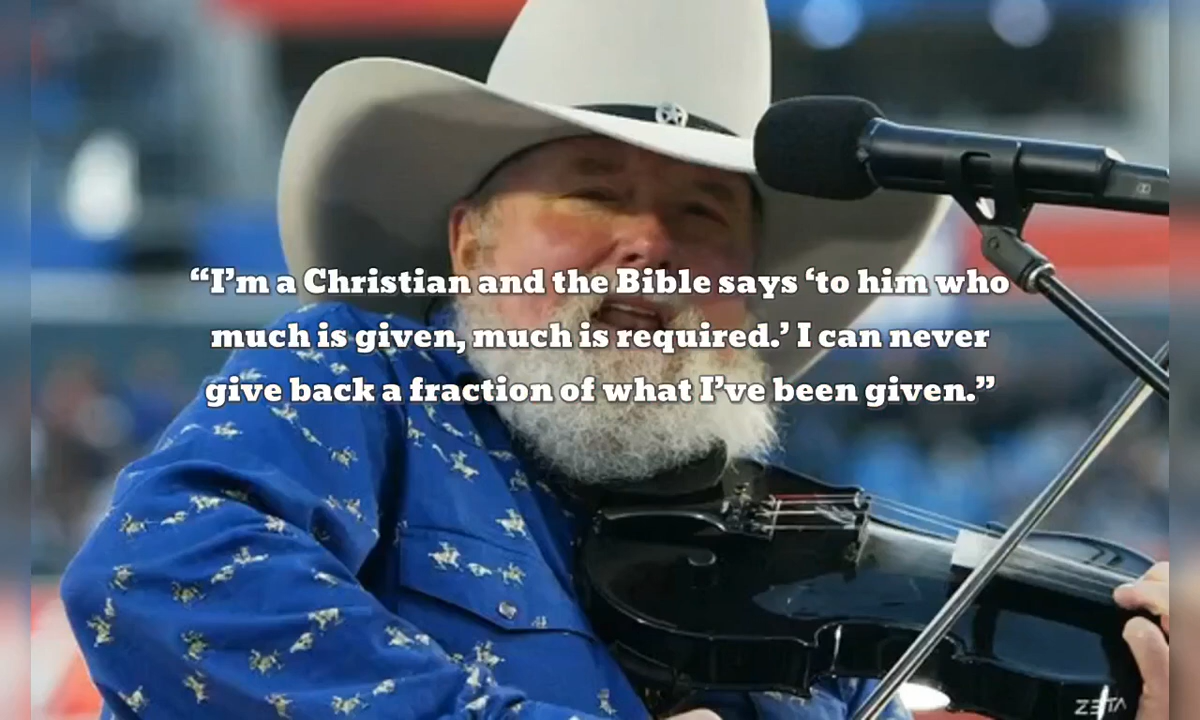 “I’m a Christian and the Bible says ‘to him who
much is given, much is required.’ I can never
give back a fraction of what I’ve been given.”
ZETA